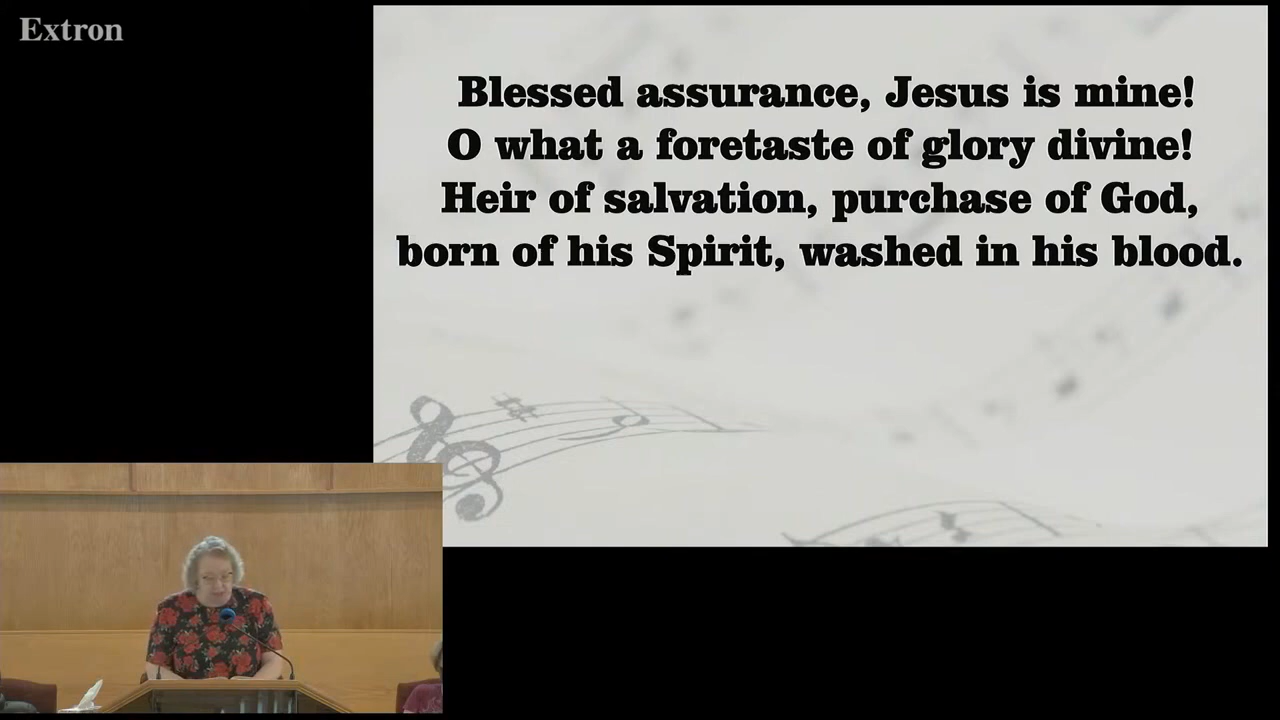 Extron
Blessed assurance, Jesus is mine!
O what a foretaste of glory divine!
Heir of salvation, purchase of God,
born of his Spirit, washed in his blood.